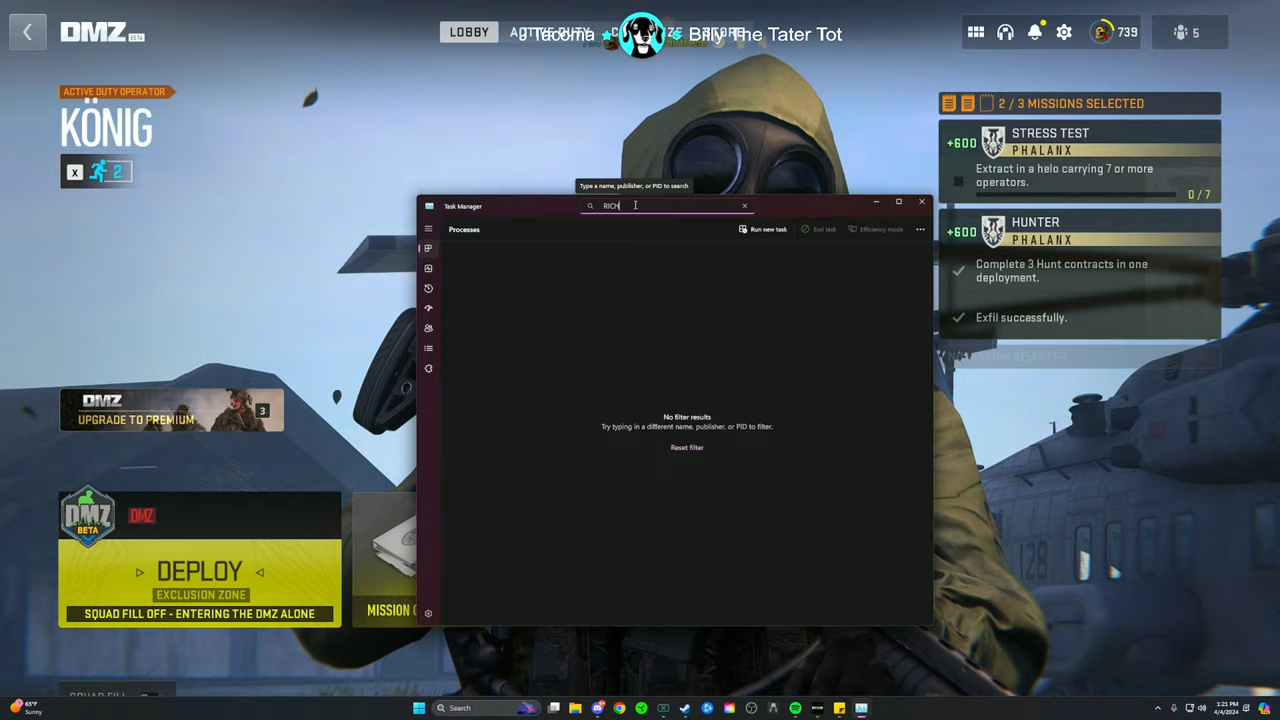 DMZ BETA
LOBBY
Tacoma
Billy The Tater Tot
739
5
ACTIVE DUTY OPERATOR
KÖNIG
X 2
2 / 3 MISSIONS SELECTED
+600
STRESS TEST
PHALANX
Extract in a helo carrying 7 or more
operators.
0 / 7
+600
HUNTER
PHALANX
Complete 3 Hunt contracts in one
deployment.
Exfil successfully.
Type a name, publisher, or PID to search
Task Manager
RICH
Processes
Run new task
End task
Efficiency mode
No filter results
Try typing in a different name, publisher, or PID to filter.
Reset filter
DMZ
UPGRADE TO PREMIUM
3
DMZ
BETA
DMZ
DEPLOY
EXCLUSION ZONE
SQUAD FILL OFF - ENTERING THE DMZ ALONE
MISSION
SQUAD FILL
128
65°F
Sunny
Search
1:21 PM
4/4/2024